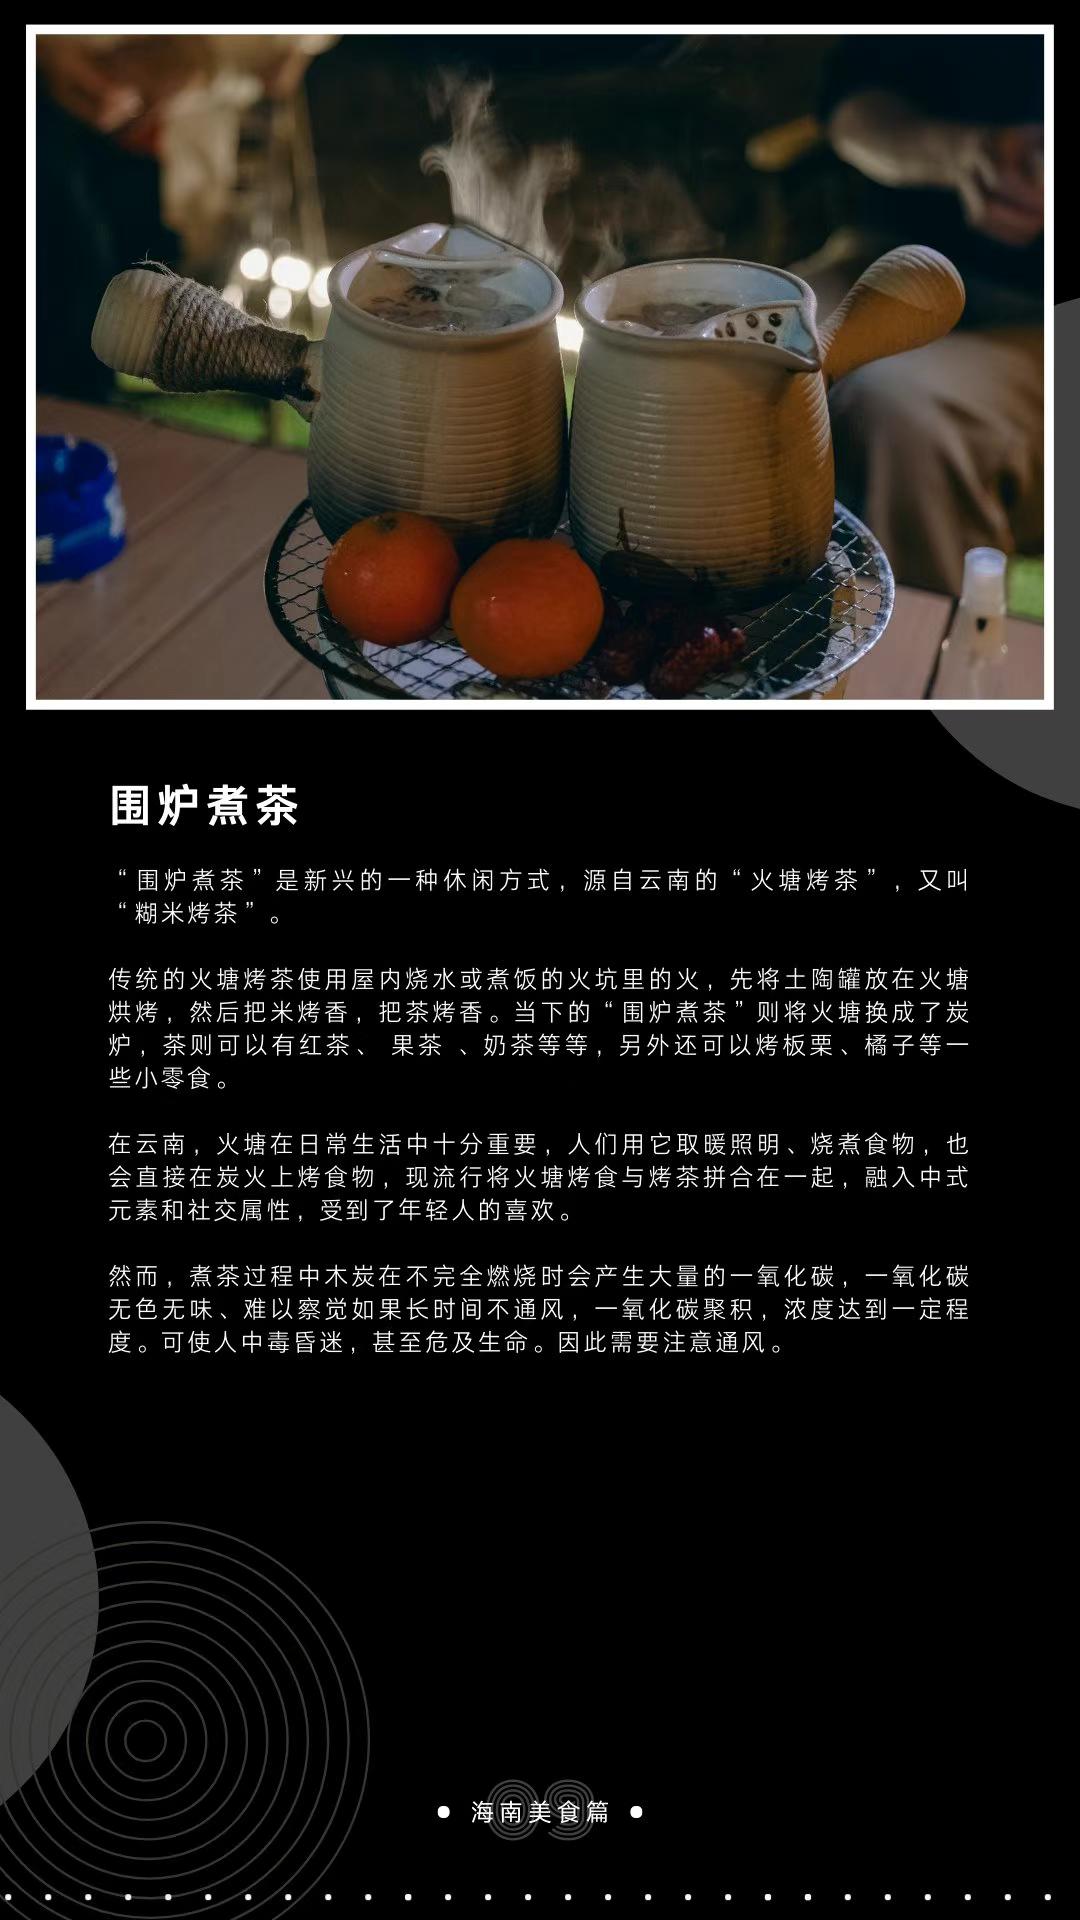 围炉煮茶
“围炉煮茶”是新兴的一种休闲方式，源自云南的“火塘烤茶”，又叫
“糊米烤茶”。
传统的火塘烤茶使用屋内烧水或煮饭的火坑里的火，先将土陶罐放在火塘
烘烤，然后把米烤香，把茶烤香。当下的“围炉煮茶”则将火塘换成了炭
炉，茶则可以有红茶、 果茶 、奶茶等等，另外还可以烤板栗、橘子等一
些小零食。
在云南，火塘在日常生活中十分重要，人们用它取暖照明、烧煮食物，也
会直接在炭火上烤食物，现流行将火塘烤食与烤茶拼合在一起，融入中式
元素和社交属性，受到了年轻人的喜欢。
然而，煮茶过程中木炭在不完全燃烧时会产生大量的一氧化碳，一氧化碳
无色无味、难以察觉如果长时间不通风，一氧化碳聚积，浓度达到一定程
度。可使人中毒昏迷，甚至危及生命。因此需要注意通风。
09
海南美食篇